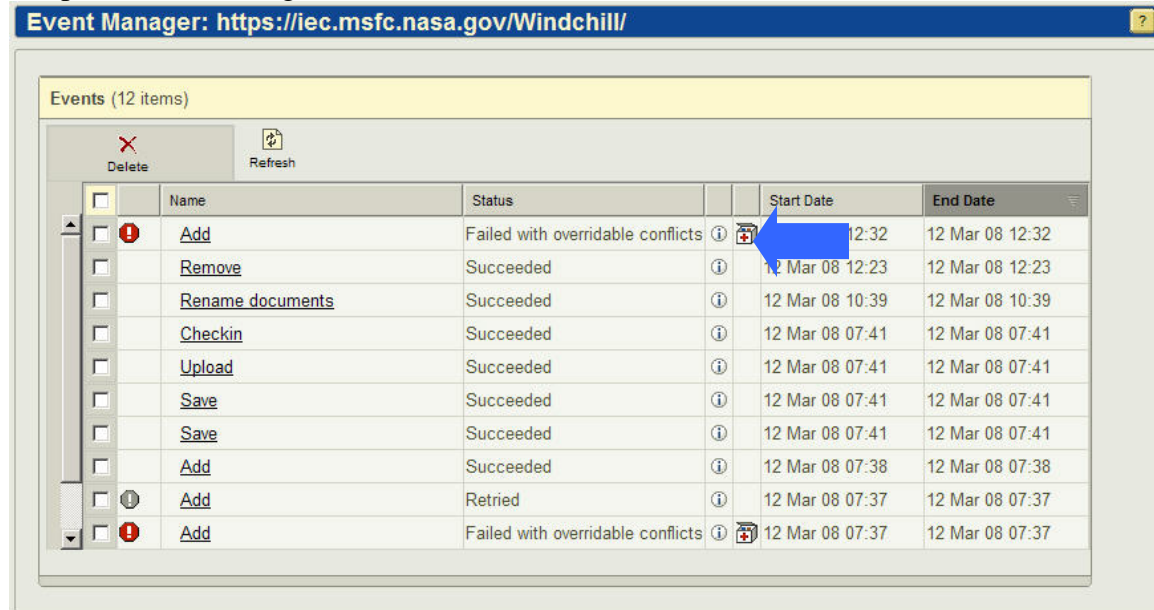 Event Manager: https://iec.msfc.nasa.gov/Windchill/
?
Events (12 items)
Delete Refresh
Name Status Start Date End Date
Add Failed with overridable conflicts 12:32 12 Mar 08 12:32
Remove Succeeded 12 Mar 08 12:23 12 Mar 08 12:23
Rename documents Succeeded 12 Mar 08 10:39 12 Mar 08 10:39
Checkin Succeeded 12 Mar 08 07:41 12 Mar 08 07:41
Upload Succeeded 12 Mar 08 07:41 12 Mar 08 07:41
Save Succeeded 12 Mar 08 07:41 12 Mar 08 07:41
Save Succeeded 12 Mar 08 07:41 12 Mar 08 07:41
Add Succeeded 12 Mar 08 07:38 12 Mar 08 07:38
Add Retried 12 Mar 08 07:37 12 Mar 08 07:37
Add Failed with overridable conflicts 12 Mar 08 07:37 12 Mar 08 07:37